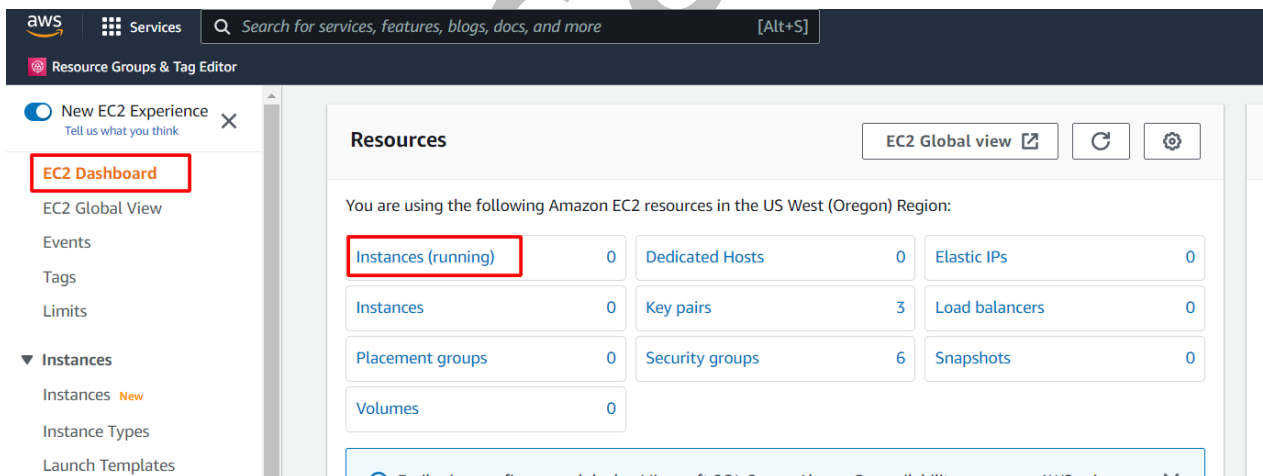 aws Services Search for services, features, blogs, docs, and more [Alt+S]
Resource Groups & Tag Editor
New EC2 Experience
Tell us what you think
EC2 Dashboard
EC2 Global View
Events
Tags
Limits
Instances
Instances New
Instance Types
Launch Templates
Resources EC2 Global view
You are using the following Amazon EC2 resources in the US West (Oregon) Region:
Instances (running) 0 Dedicated Hosts 0 Elastic IPs 0
Instances 0 Key pairs 3 Load balancers 0
Placement groups 0 Security groups 6 Snapshots 0
Volumes 0